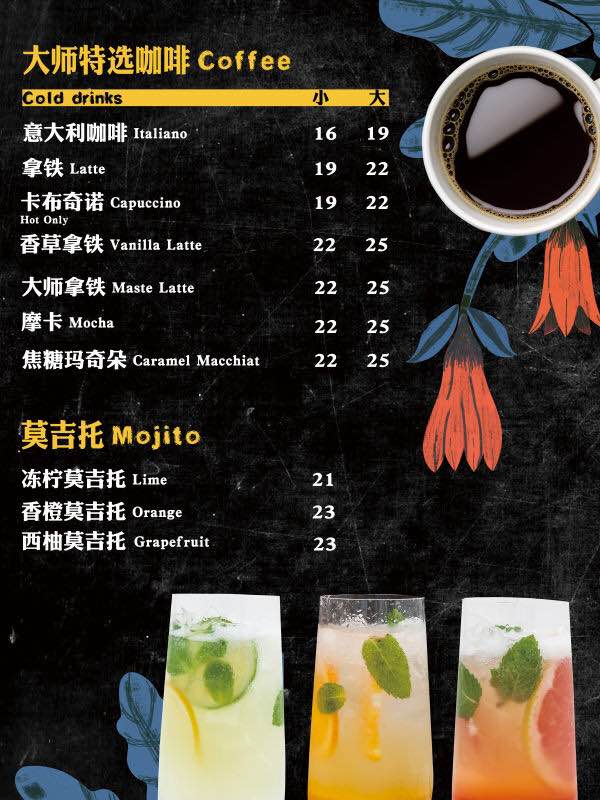 大师特选咖啡 Coffee
Cold drinks 小 大
意大利咖啡 Italiano 16 19
拿铁 Latte 19 22
卡布奇诺 Capuccino 19 22
Hot Only
香草拿铁 Vanilla Latte 22 25
大师拿铁 Maste Latte 22 25
摩卡 Mocha 22 25
焦糖玛奇朵 Caramel Macchiat 22 25
莫吉托 Mojito
冻柠莫吉托 Lime 21
香橙莫吉托 Orange 23
西柚莫吉托 Grapefruit 23